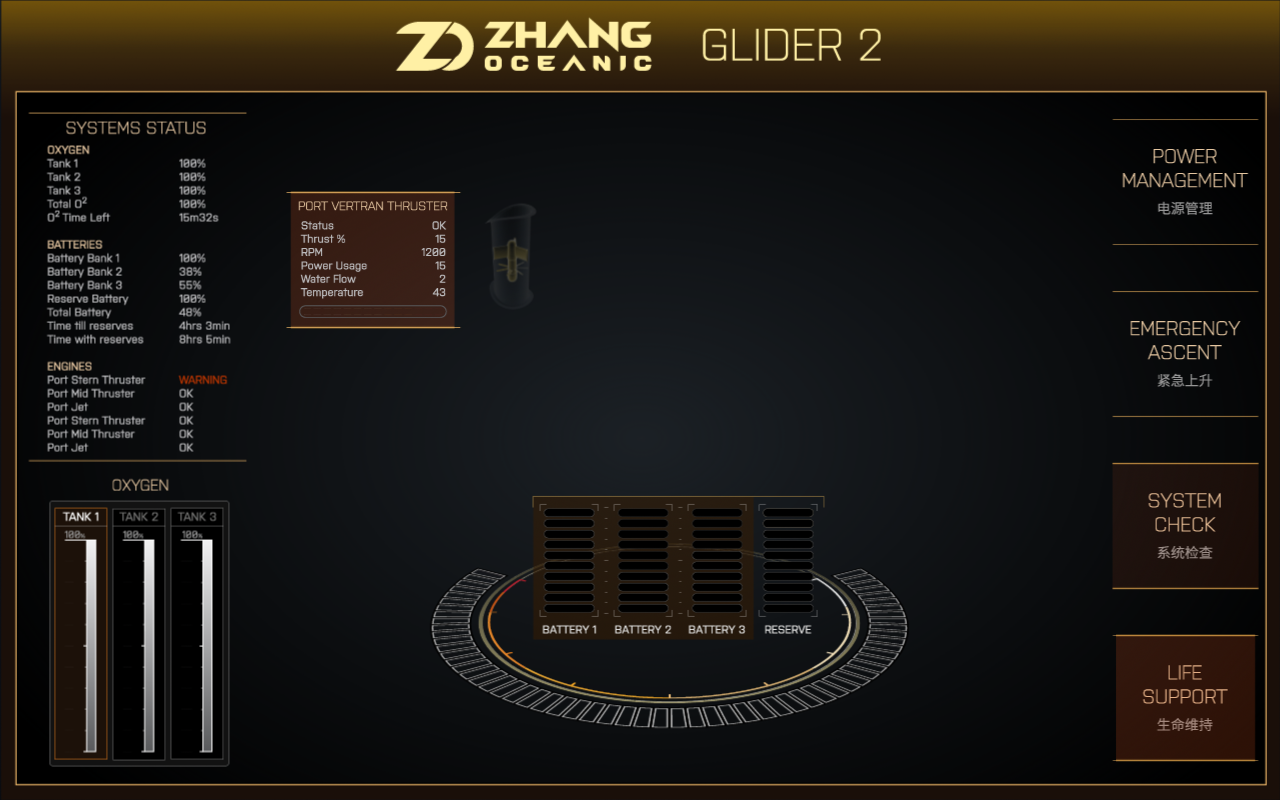 ZHANG
OCEANIC
GLIDER 2
SYSTEMS STATUS
OXYGEN
Tank 1 100%
Tank 2 100%
Tank 3 100%
Total O² 100%
O² Time Left 15m32s
BATTERIES
Battery Bank 1 100%
Battery Bank 2 38%
Battery Bank 3 55%
Reserve Battery 100%
Total Battery 48%
Time till reserves 4hrs 3min
Time with reserves 8hrs 5min
ENGINES
Port Stern Thruster WARNING
Port Mid Thruster OK
Port Jet OK
Port Stern Thruster OK
Port Mid Thruster OK
Port Jet OK
OXYGEN
TANK 1 TANK 2 TANK 3
100% 100% 100%
PORT VERTRAN THRUSTER
Status OK
Thrust % 15
RPM 1200
Power Usage 15
Water Flow 2
Temperature 43
BATTERY 1 BATTERY 2 BATTERY 3 RESERVE
POWER
MANAGEMENT
电源管理
EMERGENCY
ASCENT
紧急上升
SYSTEM
CHECK
系统检查
LIFE
SUPPORT
生命维持